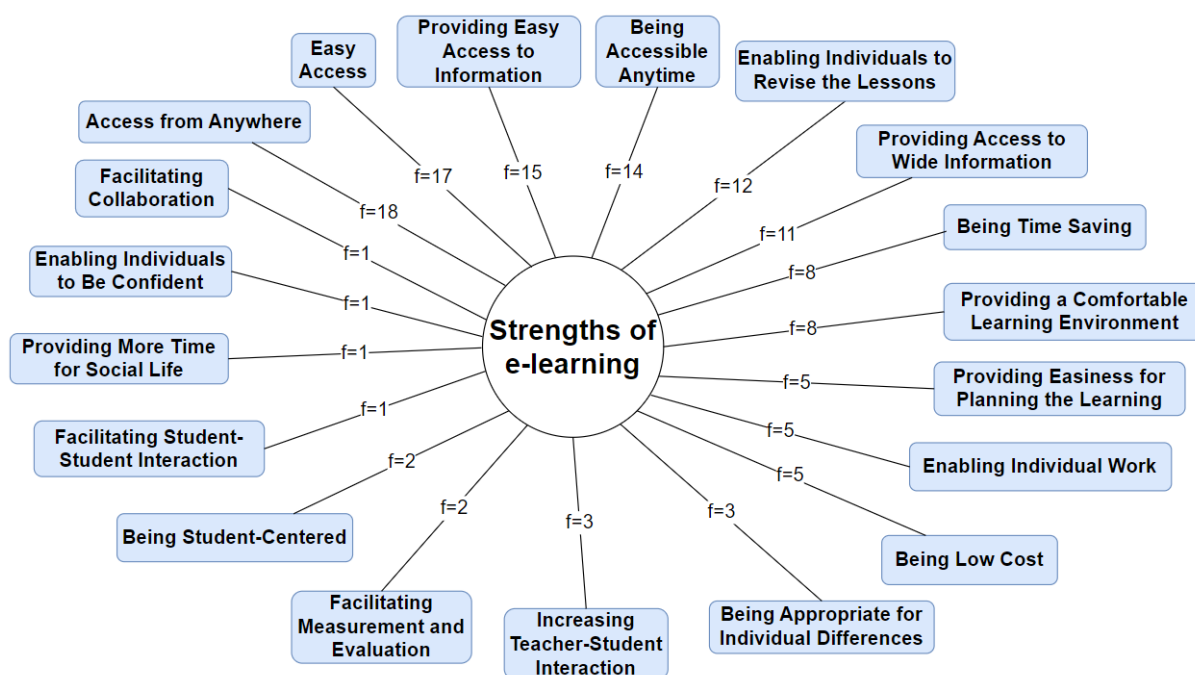 Strengths of
e-learning
Access from Anywhere
f=18
Easy
Access
f=17
Providing Easy
Access to
Information
f=15
Being
Accessible
Anytime
f=14
Enabling Individuals to
Revise the Lessons
f=12
Providing Access to
Wide Information
f=11
Being Time Saving
f=8
Providing a Comfortable
Learning Environment
f=8
Providing Easiness for
Planning the Learning
f=5
Enabling Individual Work
f=5
Being Low Cost
f=5
Being Appropriate for
Individual Differences
f=3
Increasing
Teacher-Student
Interaction
f=3
Facilitating
Measurement and
Evaluation
f=2
Being Student-Centered
f=2
Facilitating Student-
Student Interaction
f=1
Providing More Time
for Social Life
f=1
Enabling Individuals
to Be Confident
f=1
Facilitating
Collaboration
f=1